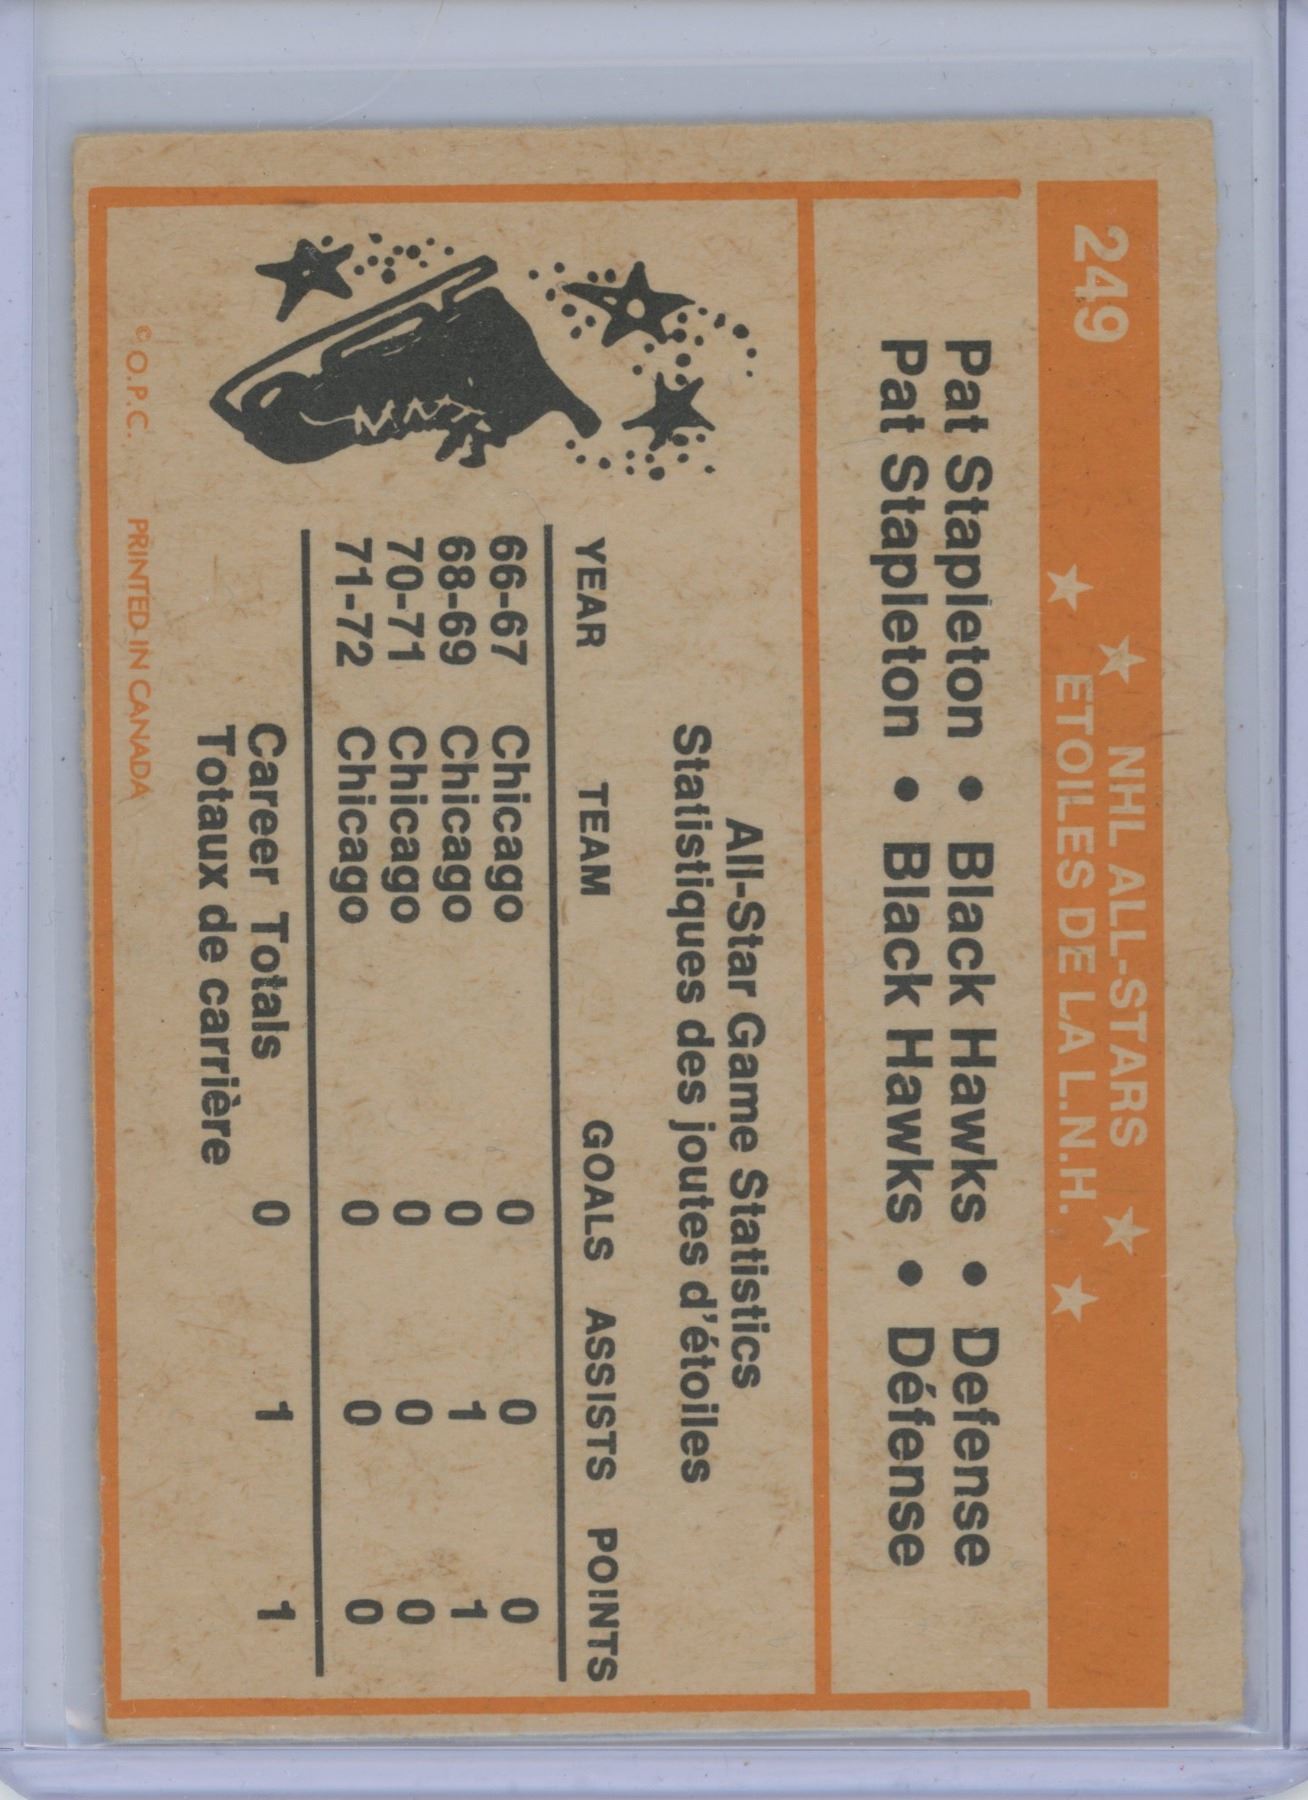 249
★ NHL ALL-STARS ★
★ ETOILES DE LA L.N.H. ★
Pat Stapleton • Black Hawks • Defense
Pat Stapleton • Black Hawks • Défense
All-Star Game Statistics
Statistiques des joutes d'étoiles
YEAR TEAM GOALS ASSISTS POINTS
66-67 Chicago 0 0 0
68-69 Chicago 0 1 1
70-71 Chicago 0 0 0
71-72 Chicago 0 0 0
Career Totals 0 1 1
Totaux de carrière
© O.P.C. PRINTED IN CANADA